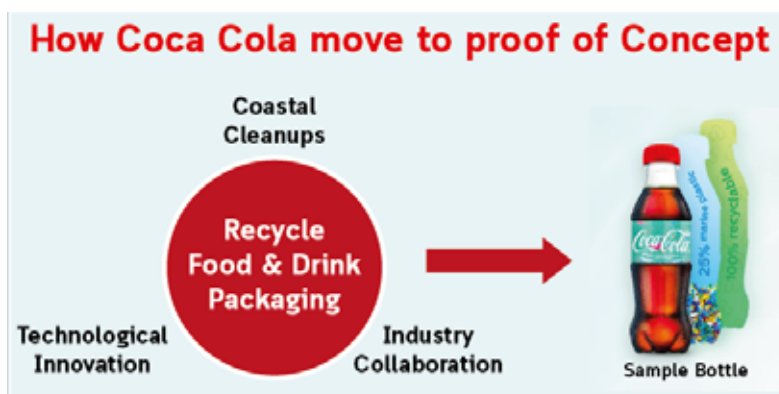 How Coca Cola move to proof of Concept
Coastal
Cleanups
Recycle
Food & Drink
Packaging
Technological
Innovation
Industry
Collaboration
Coca-Cola
25% marine plastic
100% recyclable
Sample Bottle